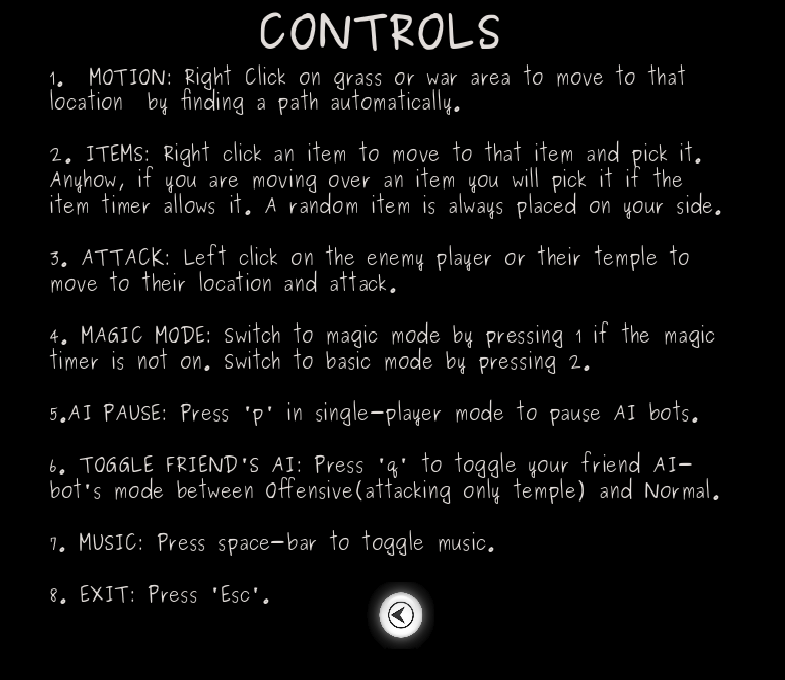 CONTROLS
1. MOTION: Right Click on grass or war area to move to that
location by finding a path automatically.
2. ITEMS: Right click an item to move to that item and pick it.
Anyhow, if you are moving over an item you will pick it if the
item timer allows it. A random item is always placed on your side.
3. ATTACK: Left click on the enemy player or their temple to
move to their location and attack.
4. MAGIC MODE: Switch to magic mode by pressing 1 if the magic
timer is not on. Switch to basic mode by pressing 2.
5.AI PAUSE: Press 'p' in single-player mode to pause AI bots.
6. TOGGLE FRIEND'S AI: Press 'q' to toggle your friend AI-
bot's mode between Offensive(attacking only temple) and Normal.
7. MUSIC: Press space-bar to toggle music.
8. EXIT: Press 'Esc'.